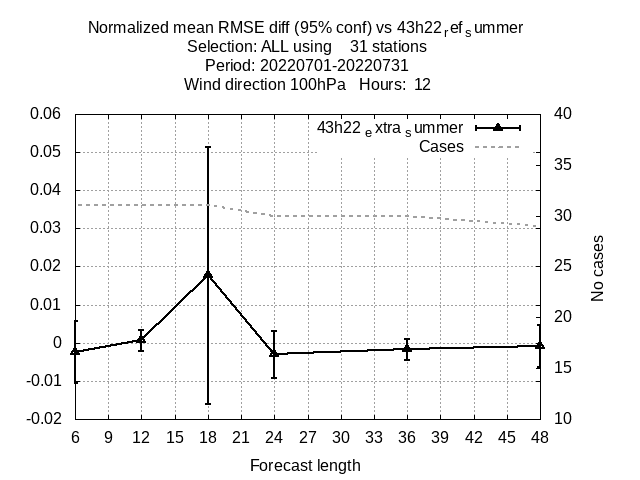 Normalized mean RMSE diff (95% conf) vs 43h22refsummer
Selection: ALL using 31 stations
Period: 20220701-20220731
Wind direction 100hPa Hours: 12
43h22 extrasummer
Cases
0.06
0.05
0.04
0.03
0.02
0.01
0
-0.01
-0.02
40
35
30
25
20
15
10
No cases
6 9 12 15 18 21 24 27 30 33 36 39 42 45 48
Forecast length